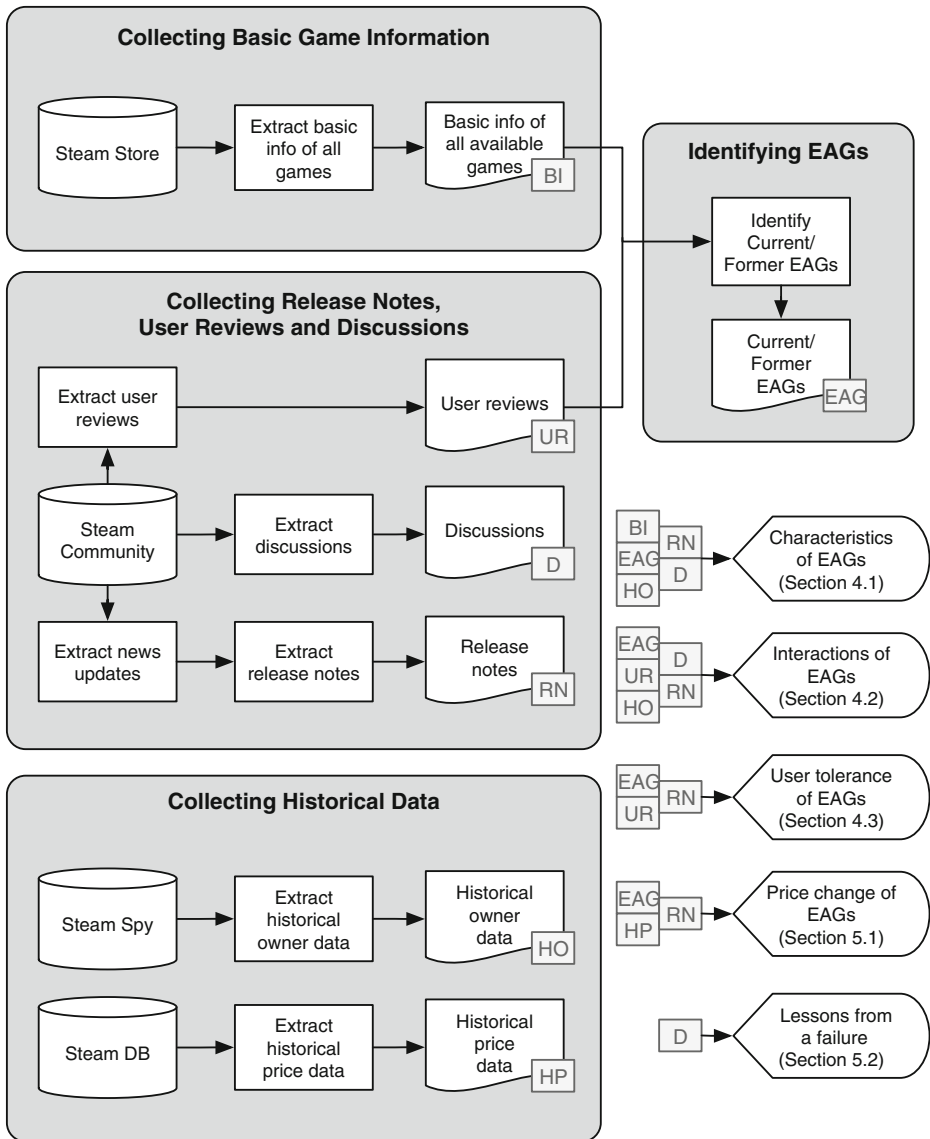 Collecting Basic Game Information
Steam Store
Extract basic
info of all
games
Basic info of
all available
games
BI
Identifying EAGs
Identify
Current/
Former EAGs
Current/
Former
EAGs
EAG
Collecting Release Notes,
User Reviews and Discussions
Extract user
reviews
User reviews
UR
Steam
Community
Extract
discussions
Discussions
D
Extract news
updates
Extract
release notes
Release
notes
RN
BI
EAG
HO
RN
D
Characteristics
of EAGs
(Section 4.1)
EAG
UR
HO
D
RN
Interactions of
EAGs
(Section 4.2)
EAG
UR
RN
User tolerance
of EAGs
(Section 4.3)
EAG
HP
RN
Price change of
EAGs
(Section 5.1)
D
Lessons from
a failure
(Section 5.2)
Collecting Historical Data
Steam Spy
Extract
historical
owner data
Historical
owner
data
HO
Steam DB
Extract
historical
price data
Historical
price
data
HP